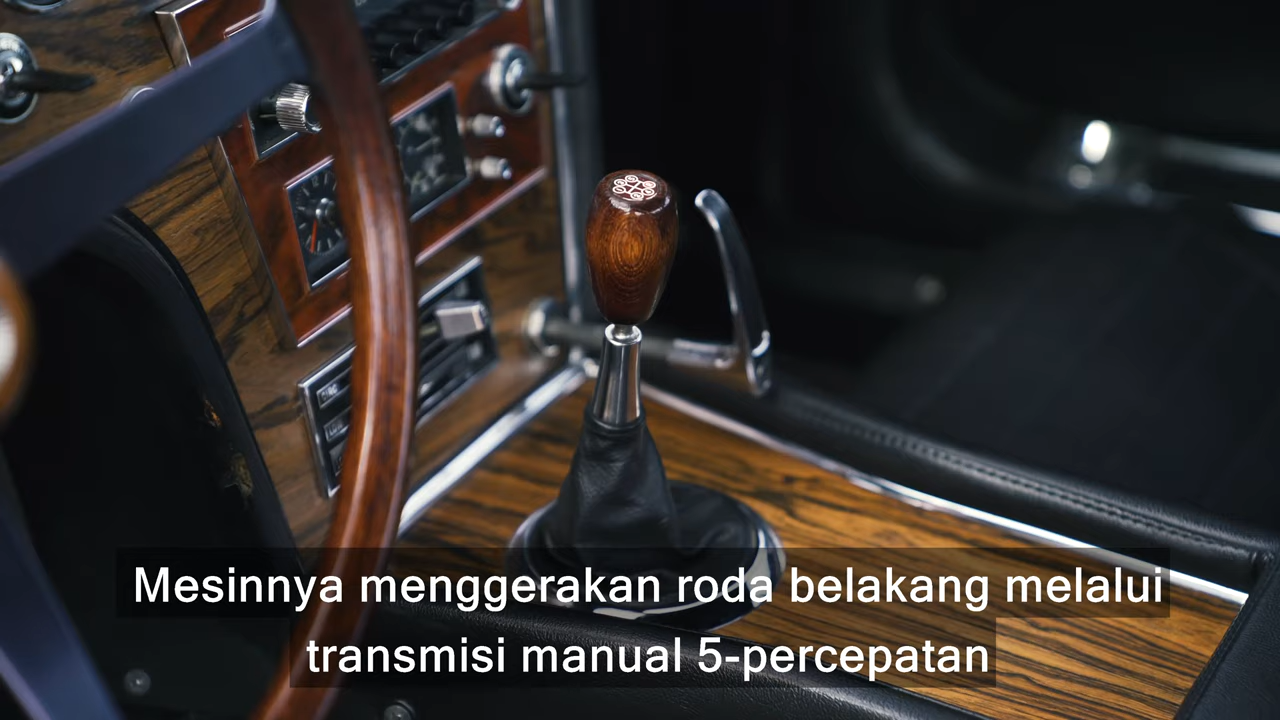 Mesinnya menggerakan roda belakang melalui
transmisi manual 5-percepatan